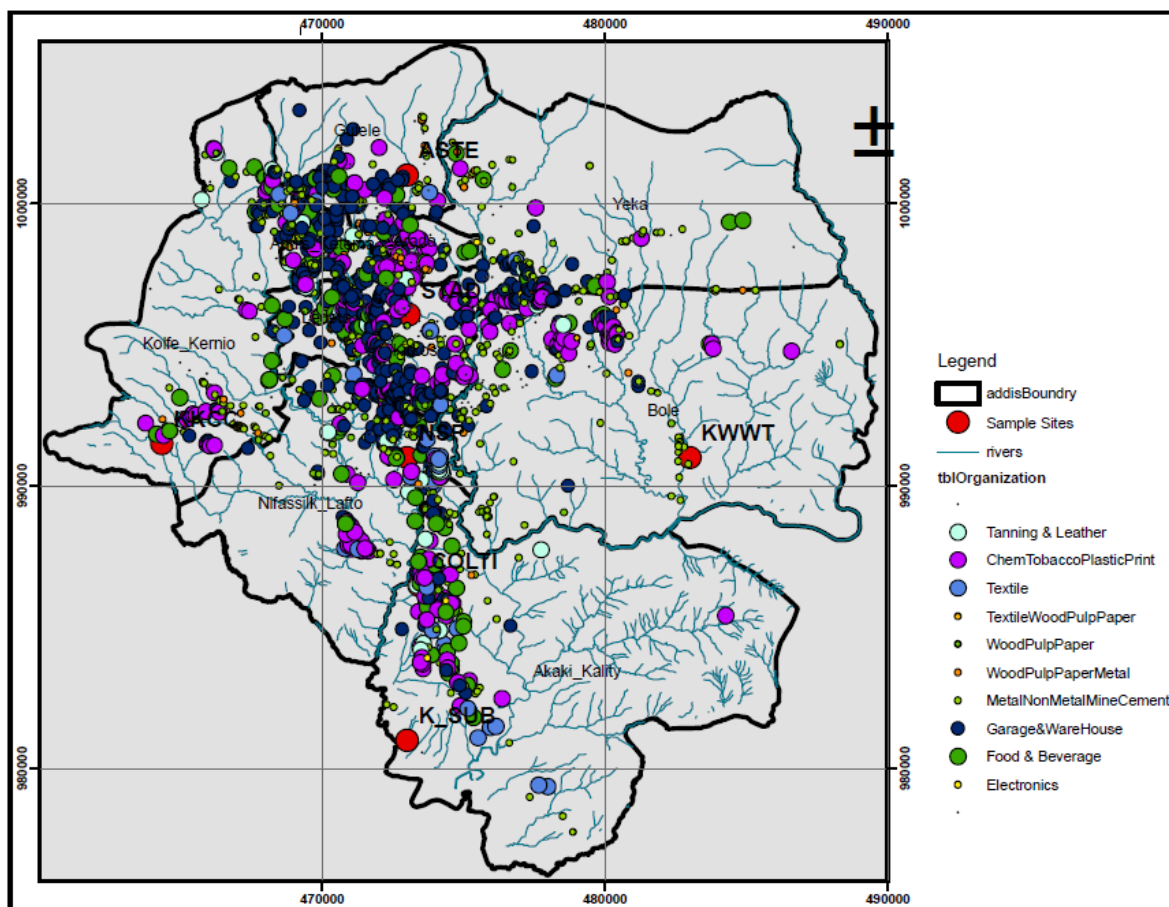 470000 480000 490000
Gulele
ASTE
1000000 1000000
Yeka
STAD
Kolfe_Kernio
Bole
KWWT
990000 990000
Nifassilk_Lafto
COLTI
Akaki_Kality
K_SUB
980000 980000
470000 480000 490000
Legend
addisBoundry
Sample Sites
rivers
tblOrganization
Tanning & Leather
ChemTobaccoPlasticPrint
Textile
TextileWoodPulpPaper
WoodPulpPaper
WoodPulpPaperMetal
MetalNonMetalMineCement
Garage&WareHouse
Food & Beverage
Electronics